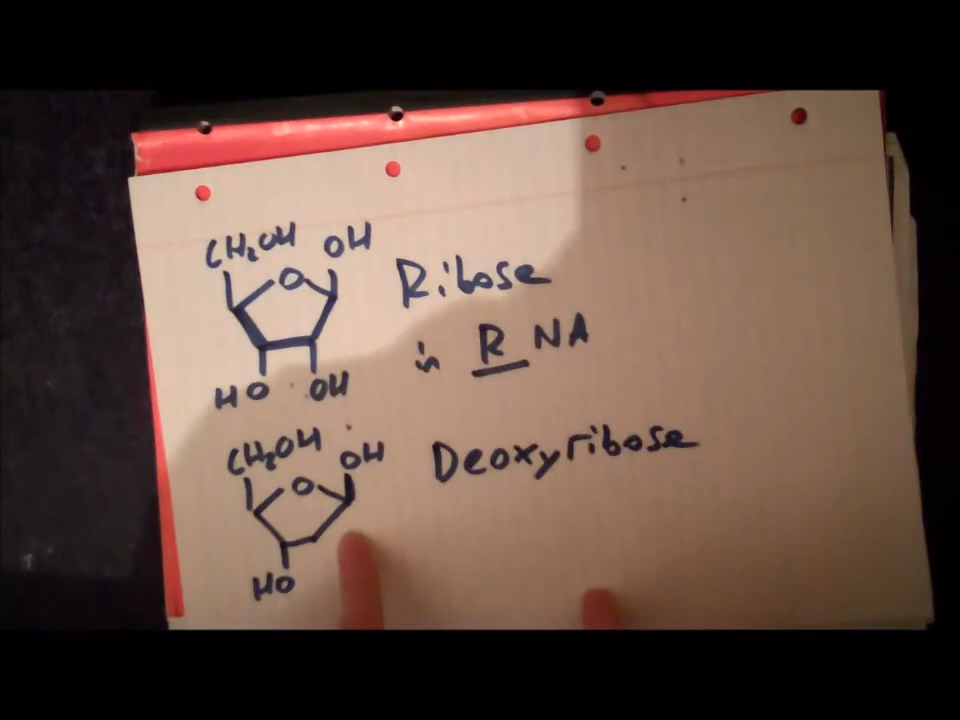 CH₂OH OH
O
Ribose
in RNA
HO OH
CH₂OH OH
O
Deoxyribose
HO